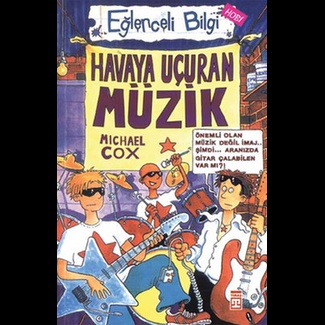 Eğlenceli Bilgi
HOBİ
HAVAYA UÇURAN
MÜZİK
MICHAEL
COX
ÖNEMLİ OLAN
MÜZİK DEĞİL İMAJ..
ŞİMDİ... ARANIZDA
GİTAR ÇALABİLEN
VAR MI?!